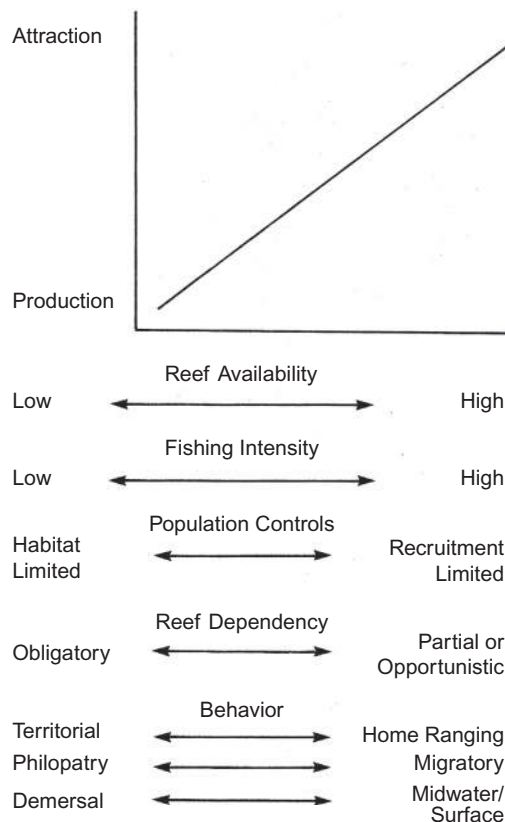 Attraction
Production
Reef Availability
Low High
Fishing Intensity
Low High
Population Controls
Habitat Recruitment
Limited Limited
Reef Dependency
Obligatory Partial or
Opportunistic
Behavior
Territorial Home Ranging
Philopatry Migratory
Demersal Midwater/
Surface